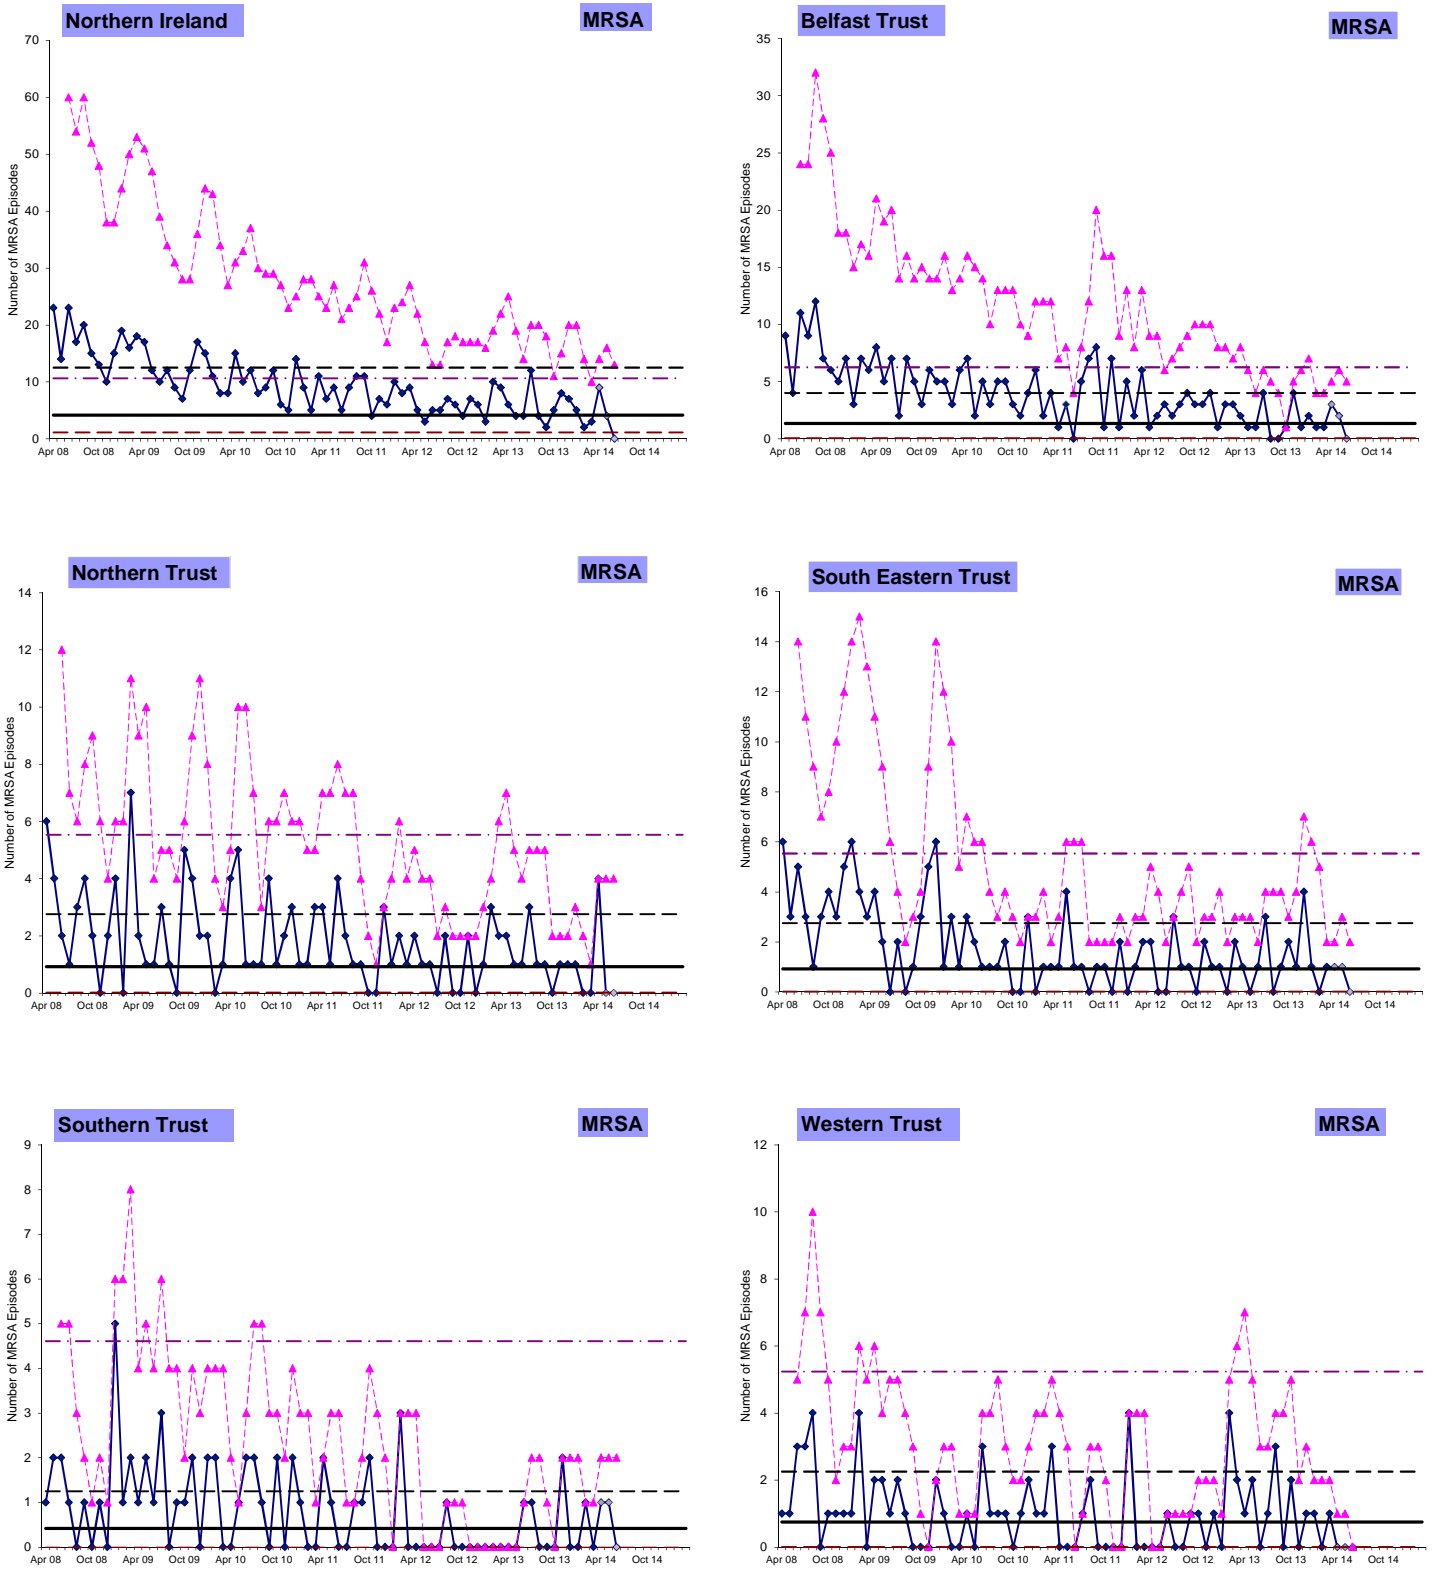 Northern Ireland
MRSA
70
60
50
40
30
20
10
0
Number of MRSA Episodes
Apr 08 Oct 08 Apr 09 Oct 09 Apr 10 Oct 10 Apr 11 Oct 11 Apr 12 Oct 12 Apr 13 Oct 13 Apr 14 Oct 14
Belfast Trust
MRSA
35
30
25
20
15
10
5
0
Number of MRSA Episodes
Apr 08 Oct 08 Apr 09 Oct 09 Apr 10 Oct 10 Apr 11 Oct 11 Apr 12 Oct 12 Apr 13 Oct 13 Apr 14 Oct 14
Northern Trust
MRSA
14
12
10
8
6
4
2
0
Number of MRSA Episodes
Apr 08 Oct 08 Apr 09 Oct 09 Apr 10 Oct 10 Apr 11 Oct 11 Apr 12 Oct 12 Apr 13 Oct 13 Apr 14 Oct 14
South Eastern Trust
MRSA
16
14
12
10
8
6
4
2
0
Number of MRSA Episodes
Apr 08 Oct 08 Apr 09 Oct 09 Apr 10 Oct 10 Apr 11 Oct 11 Apr 12 Oct 12 Apr 13 Oct 13 Apr 14 Oct 14
Southern Trust
MRSA
9
8
7
6
5
4
3
2
1
0
Number of MRSA Episodes
Apr 08 Oct 08 Apr 09 Oct 09 Apr 10 Oct 10 Apr 11 Oct 11 Apr 12 Oct 12 Apr 13 Oct 13 Apr 14 Oct 14
Western Trust
MRSA
12
10
8
6
4
2
0
Number of MRSA Episodes
Apr 08 Oct 08 Apr 09 Oct 09 Apr 10 Oct 10 Apr 11 Oct 11 Apr 12 Oct 12 Apr 13 Oct 13 Apr 14 Oct 14